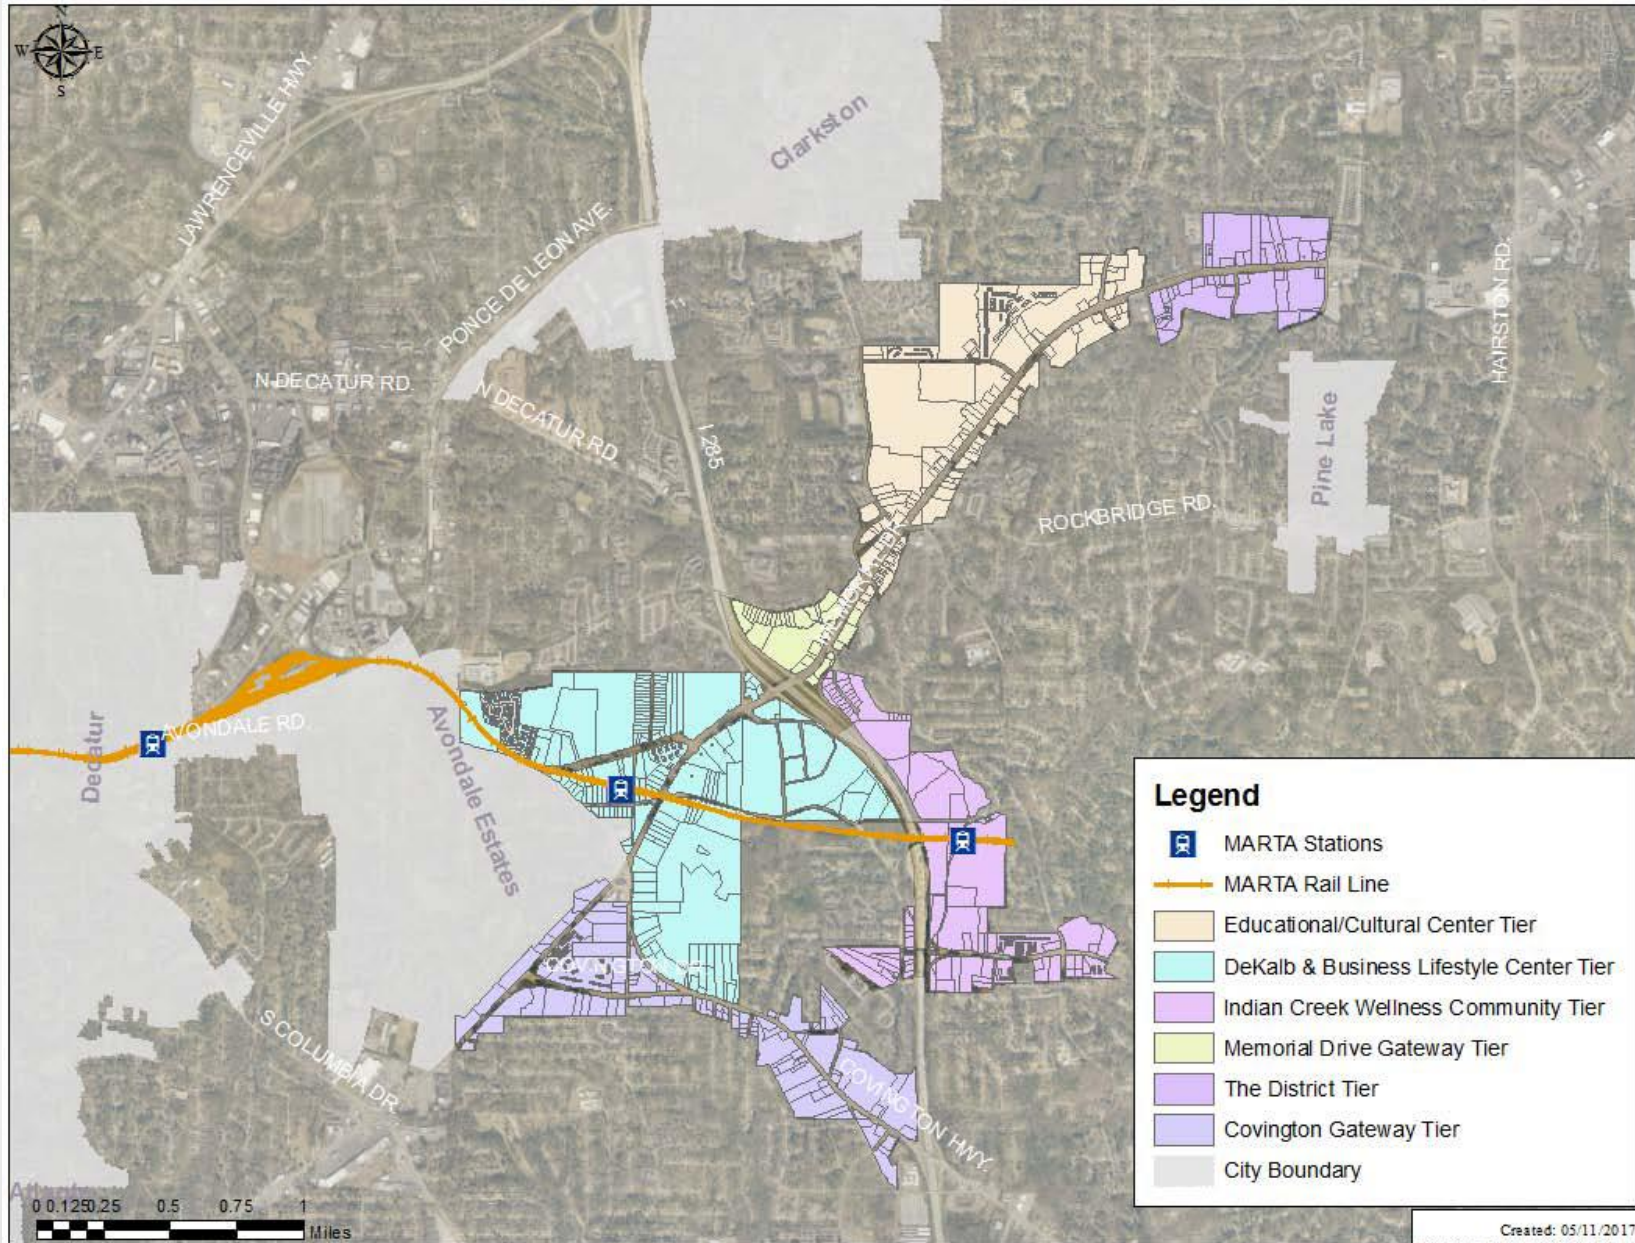 N
W E
S
LAWRENCEVILLE HWY.
Clarkston
PONCE DE LEON AVE.
HAIRSTON RD.
N DECATUR RD.
N DECATUR RD.
I 285
Pine Lake
ROCKBRIDGE RD.
Decatur
AVONDALE RD.
Avondale Estates
S COLUMBIA DR.
COVINGTON HWY.
Legend
MARTA Stations
MARTA Rail Line
Educational/Cultural Center Tier
DeKalb & Business Lifestyle Center Tier
Indian Creek Wellness Community Tier
Memorial Drive Gateway Tier
The District Tier
Covington Gateway Tier
City Boundary
0 0.125 0.25 0.5 0.75 1
Miles
Created: 05/11/2017